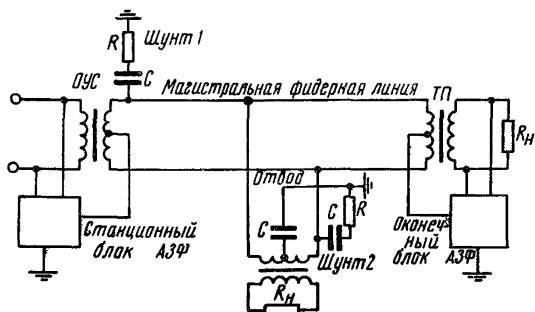 R
Шунт 1
C
ОУС
Магистральная фидерная линия
ТП
Rн
Отвод
C
C
R
Станционный
блок АЗФ
Шунт 2
Оконеч-
ный
блок АЗФ
Rн